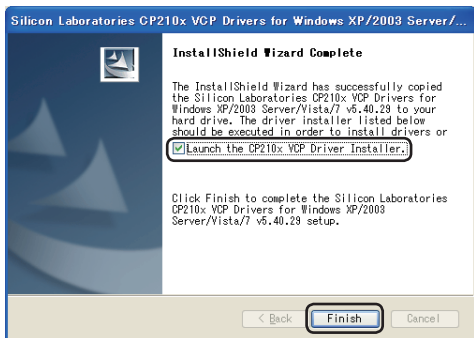 Silicon Laboratories CP210x VCP Drivers for Windows XP/2003 Server/...
InstallShield Wizard Complete
The InstallShield Wizard has successfully copied
the Silicon Laboratories CP210x VCP Drivers for
Windows XP/2003 Server/Vista/7 v5.40.29 to your
hard drive. The driver installer listed below
should be executed in order to install drivers or
Launch the CP210x VCP Driver Installer.
Click Finish to complete the Silicon Laboratories
CP210x VCP Drivers for Windows XP/2003
Server/Vista/7 v5.40.29 setup.
< Back Finish Cancel